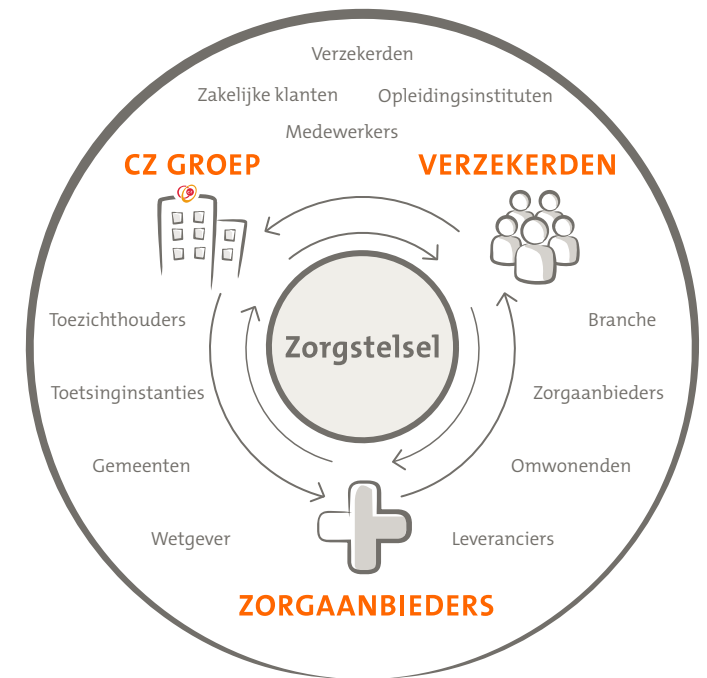 Verzekerden
Zakelijke klanten
Opleidingsinstituten
Medewerkers
CZ GROEP
VERZEKERDEN
Toezichthouders
Branche
Zorgstelsel
Toetsinginstanties
Zorgaanbieders
Gemeenten
Omwonenden
Wetgever
Leveranciers
ZORGAANBIEDERS